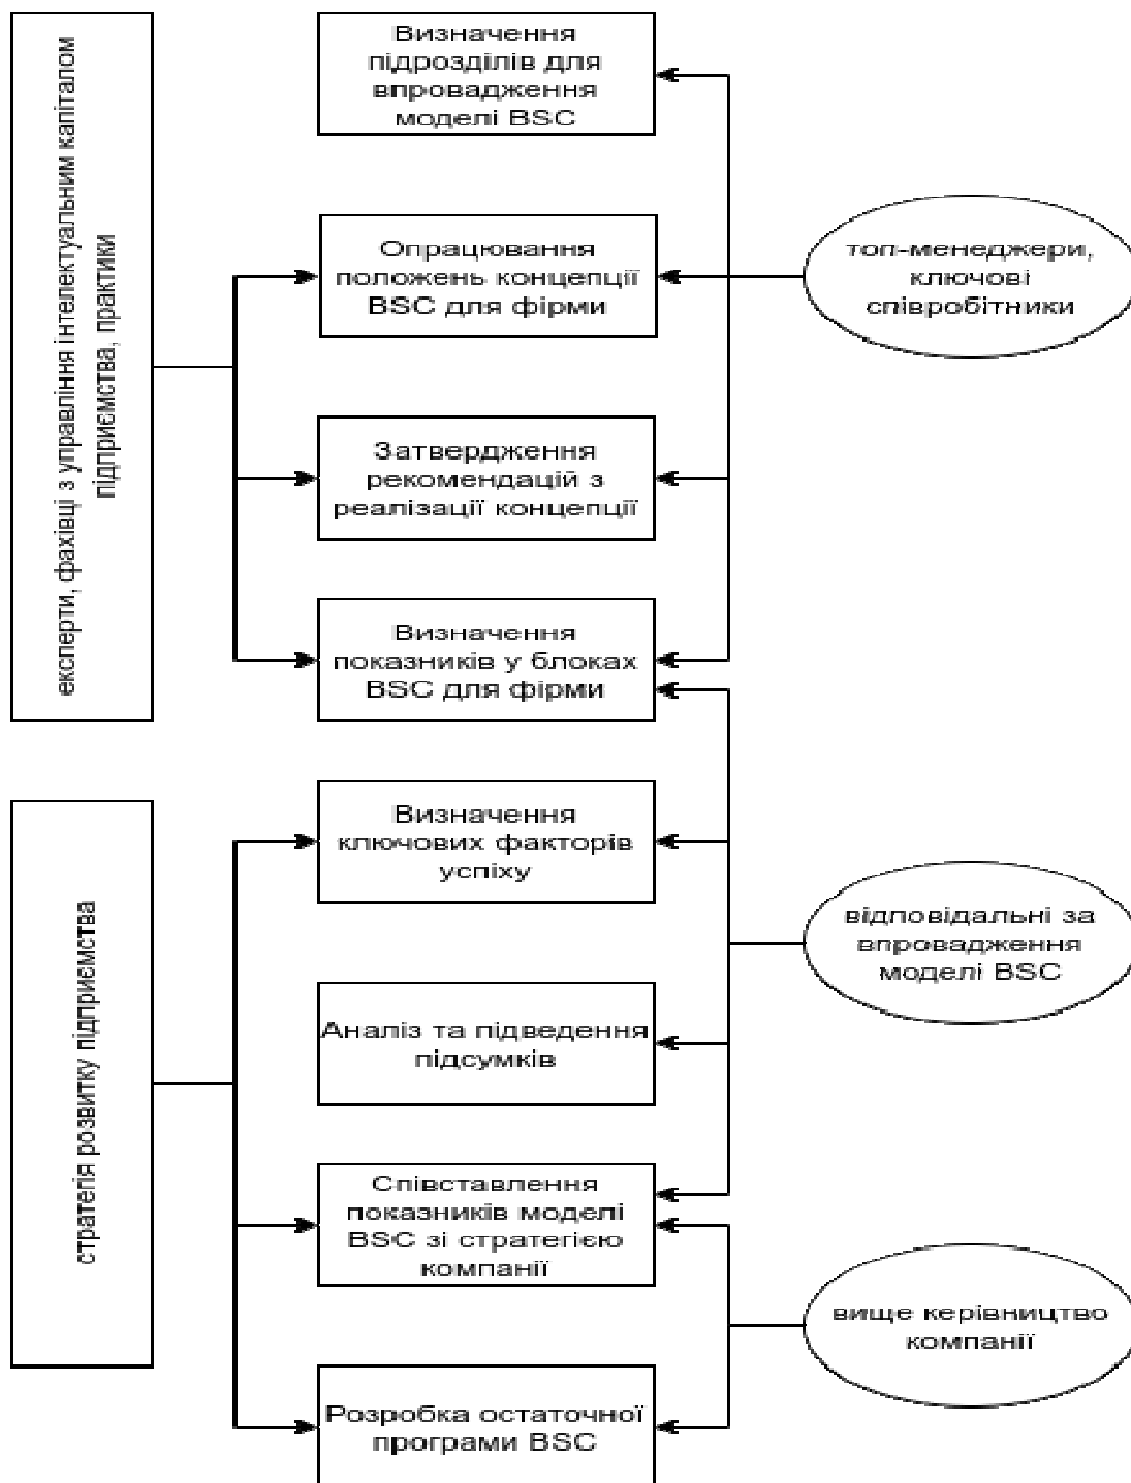 експерти, фахівці з управління інтелектуальним капіталом
підприємства, практики
Визначення
підрозділів для
впровадження
моделі BSC
Опрацювання
положень концепції
BSC для фірми
топ-менеджери,
ключові
співробітники
Затвердження
рекомендацій з
реалізації концепції
Визначення
показників у блоках
BSC для фірми
стратегія розвитку підприємства
Визначення
ключових факторів
успіху
відповідальні за
впровадження
моделі BSC
Аналіз та підведення
підсумків
Співставлення
показників моделі
BSC зі стратегією
компанії
вище керівництво
компанії
Розробка остаточної
програми BSC